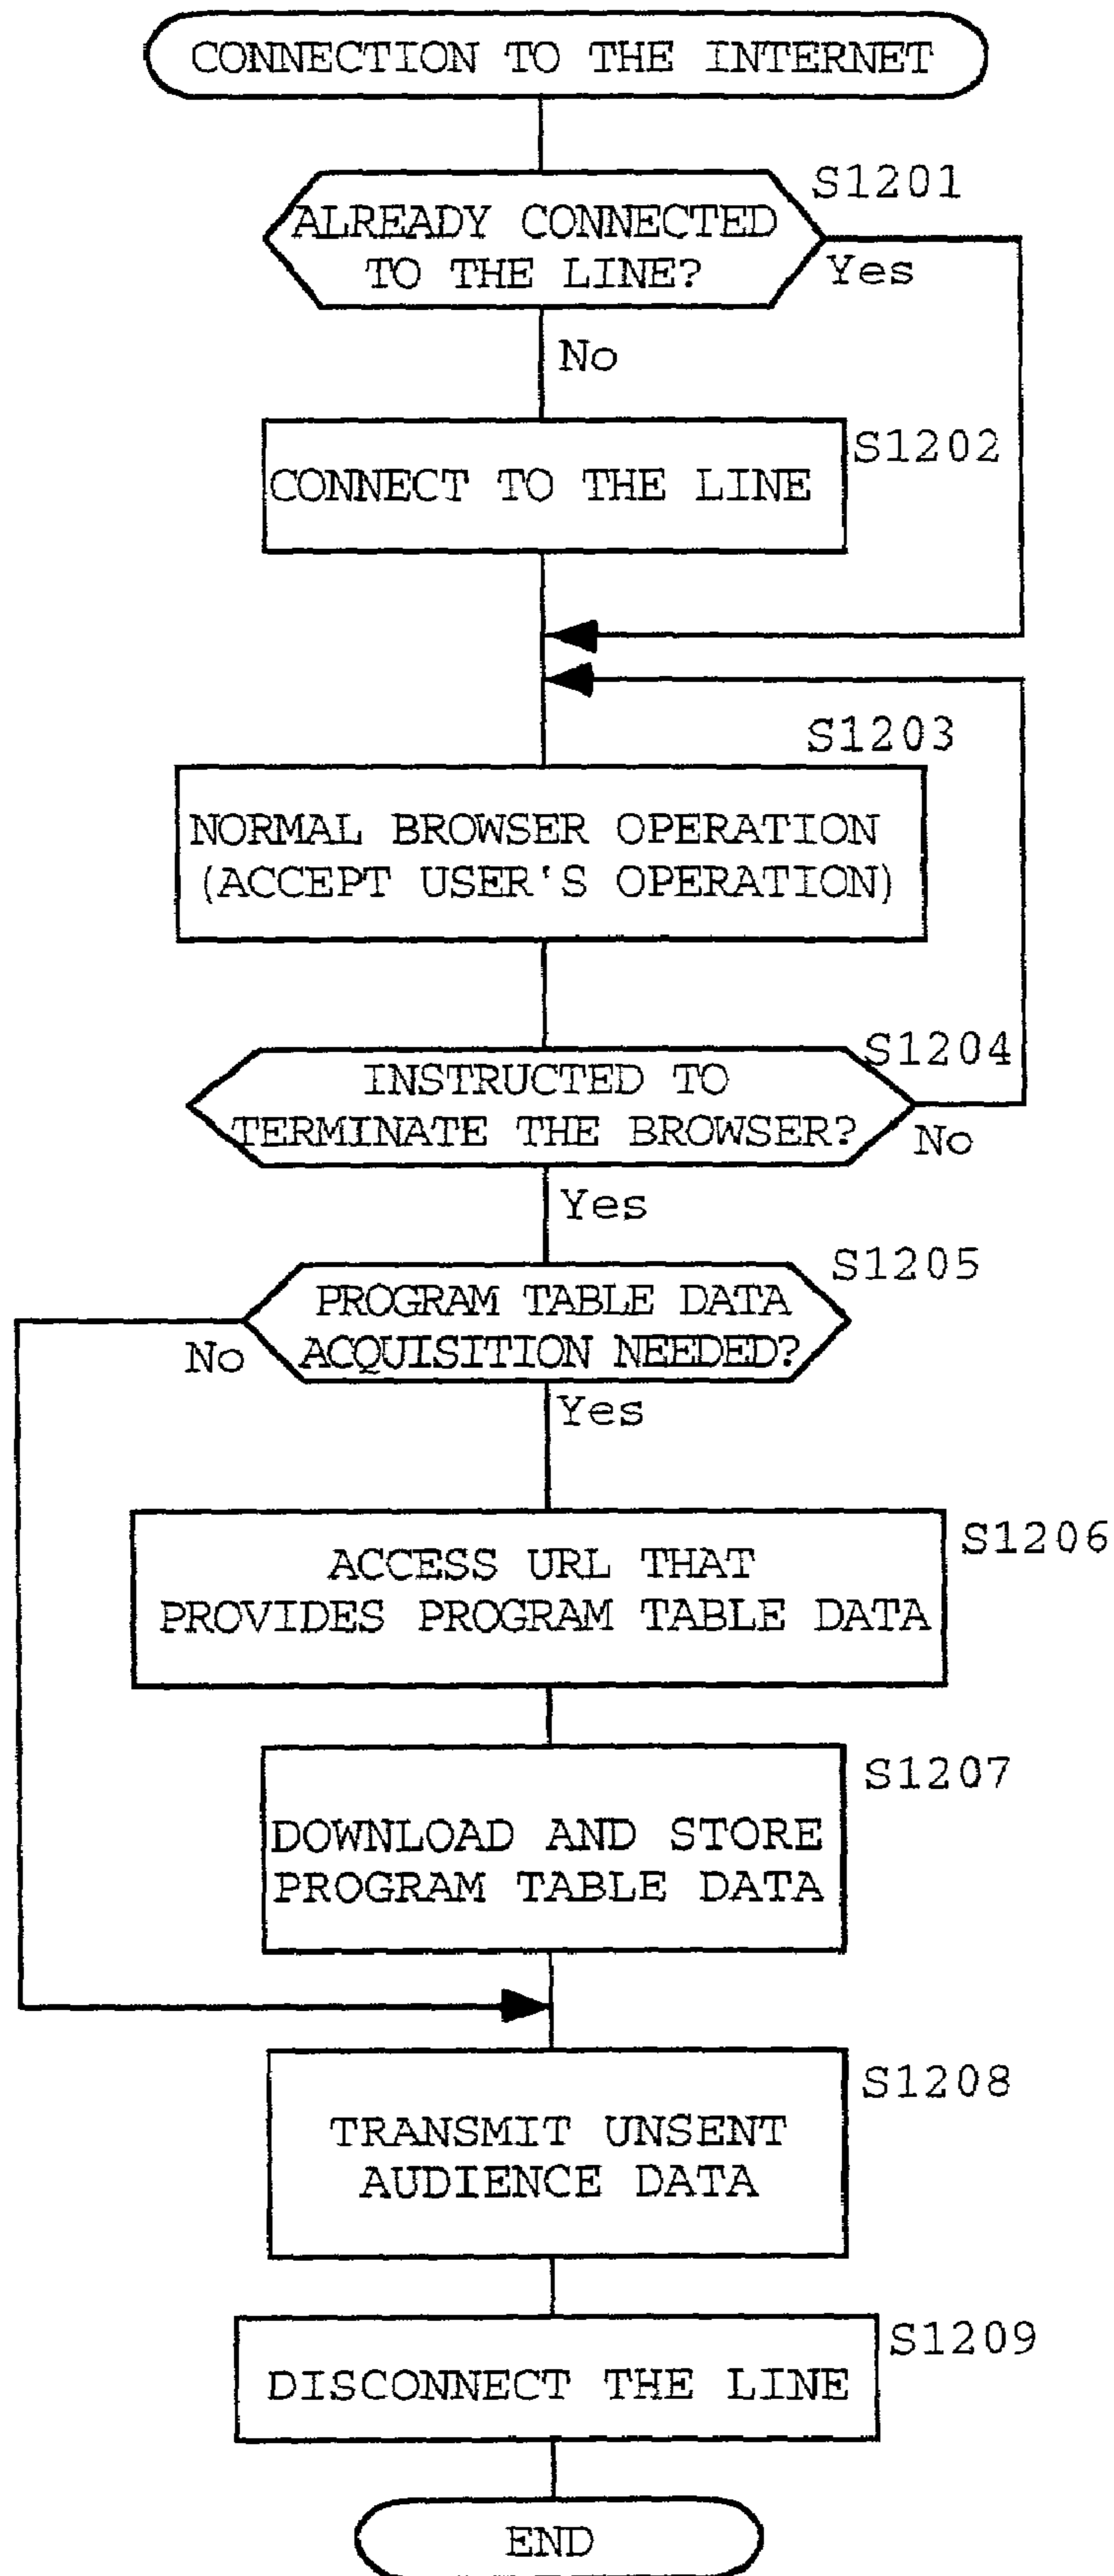 CONNECTION TO THE INTERNET
S1201
ALREADY CONNECTED
TO THE LINE?
Yes
No
S1202
CONNECT TO THE LINE
S1203
NORMAL BROWSER OPERATION
(ACCEPT USER'S OPERATION)
S1204
INSTRUCTED TO
TERMINATE THE BROWSER?
No
Yes
S1205
PROGRAM TABLE DATA
ACQUISITION NEEDED?
No
Yes
S1206
ACCESS URL THAT
PROVIDES PROGRAM TABLE DATA
S1207
DOWNLOAD AND STORE
PROGRAM TABLE DATA
S1208
TRANSMIT UNSENT
AUDIENCE DATA
S1209
DISCONNECT THE LINE
END